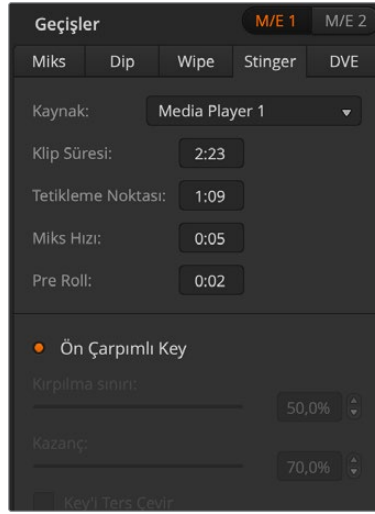 Geçişler M/E 1 M/E 2
Miks Dip Wipe Stinger DVE
Kaynak: Media Player 1
Klip Süresi: 2:23
Tetikleme Noktası: 1:09
Miks Hızı: 0:05
Pre Roll: 0:02
Ön Çarpımlı Key
Kırpılma sınırı:
50,0%
Kazanç:
70,0%
Key'i Ters Çevir